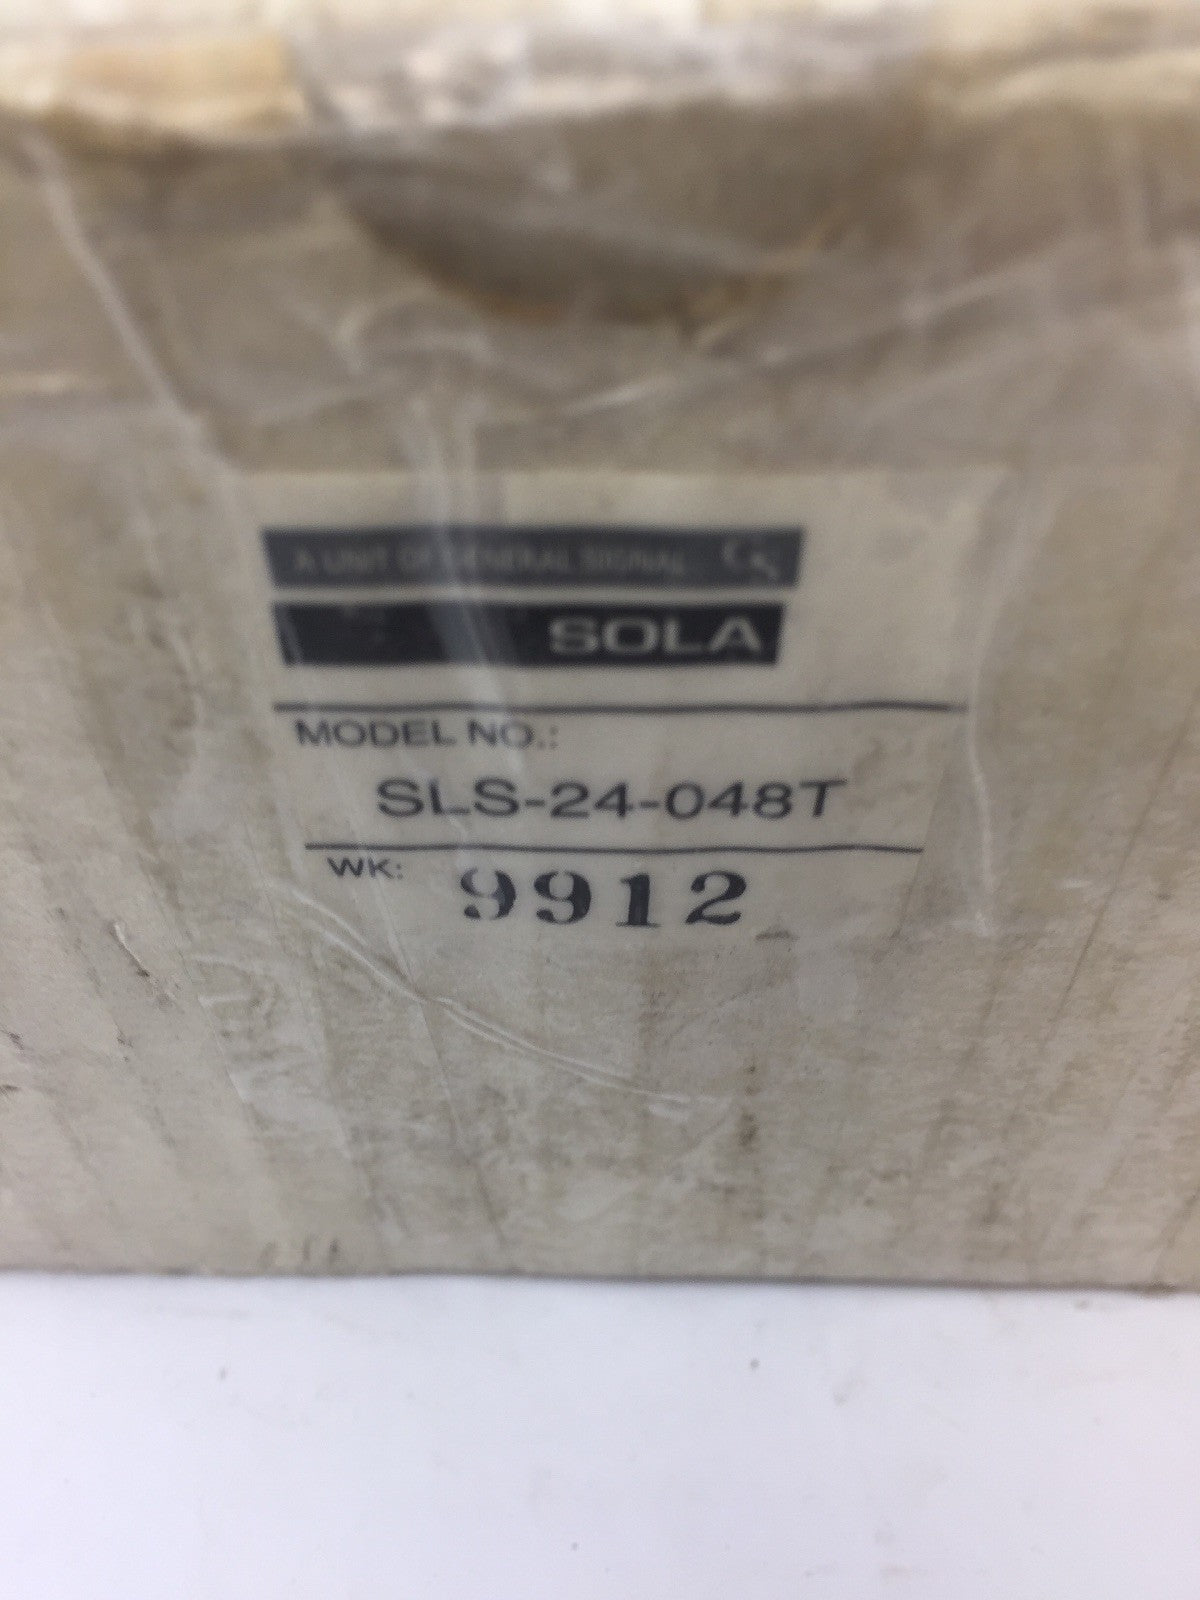 A UNIT OF GENERAL SIGNAL
SOLA
MODEL NO.:
SLS-24-048T
WK: 9912